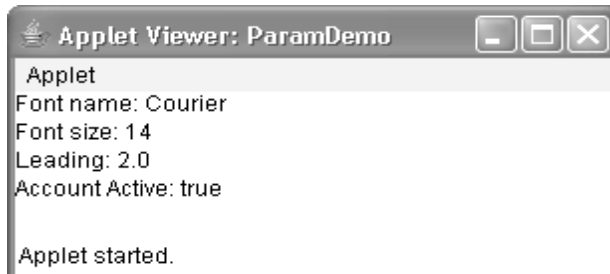 Applet Viewer: ParamDemo
Applet
Font name: Courier
Font size: 14
Leading: 2.0
Account Active: true
Applet started.